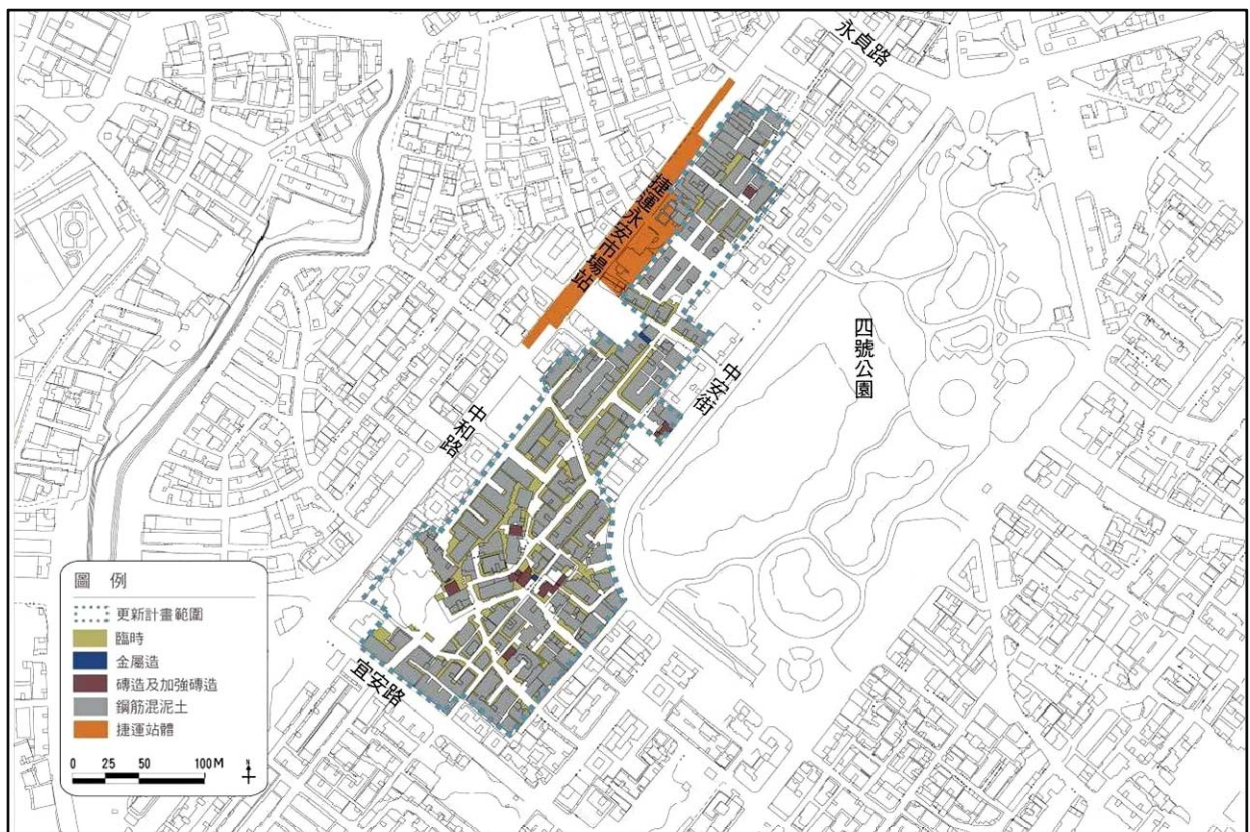 永貞路
捷運永安市場站
四號公園
中安街
中和路
宜安路
圖 例
更新計畫範圍
臨時
金屬造
磚造及加強磚造
鋼筋混泥土
捷運站體
0 25 50 100M
N